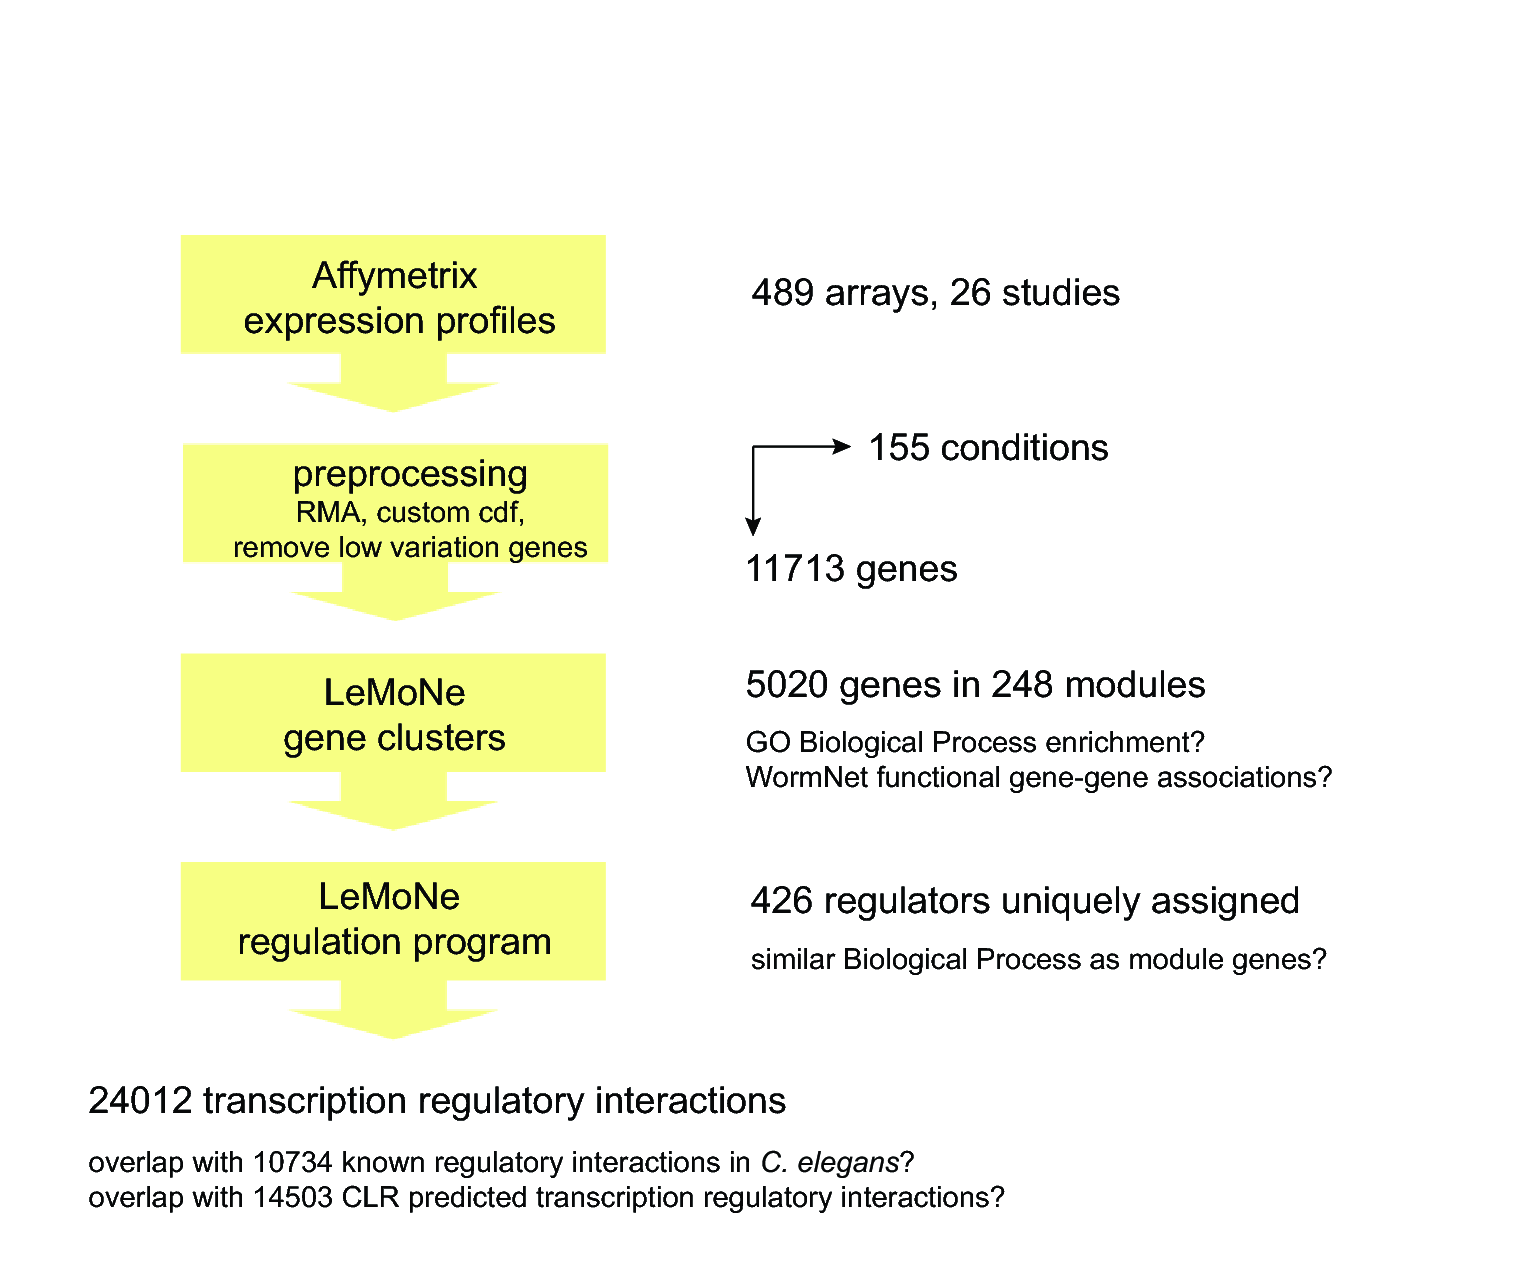 Affymetrix
expression profiles
489 arrays, 26 studies
preprocessing
RMA, custom cdf,
remove low variation genes
155 conditions
11713 genes
LeMoNe
gene clusters
5020 genes in 248 modules
GO Biological Process enrichment?
WormNet functional gene-gene associations?
LeMoNe
regulation program
426 regulators uniquely assigned
similar Biological Process as module genes?
24012 transcription regulatory interactions
overlap with 10734 known regulatory interactions in C. elegans?
overlap with 14503 CLR predicted transcription regulatory interactions?